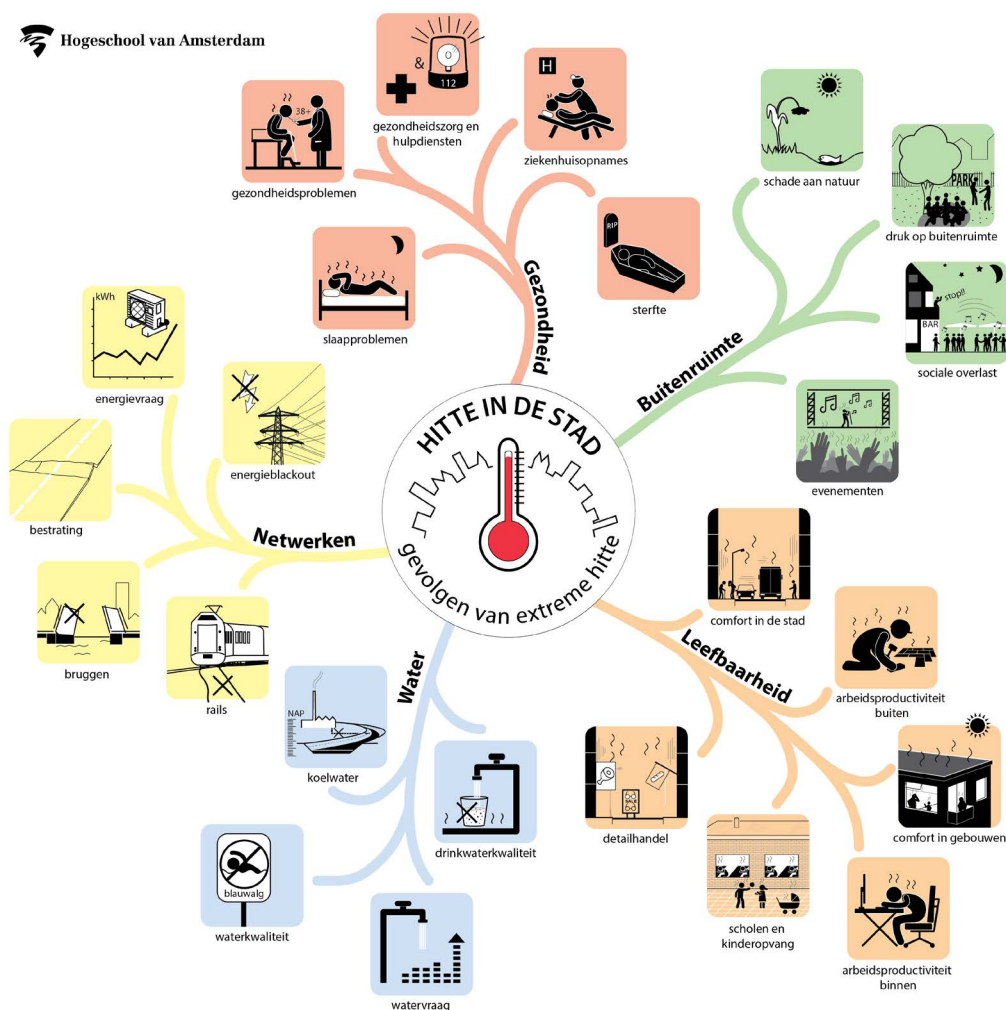 Hogeschool van Amsterdam
HITTE IN DE STAD
gevolgen van extreme hitte
Gezondheid
slaapproblemen
38+
gezondheidsproblemen
&
112
gezondheidszorg en
hulpdiensten
H
ziekenhuisopnames
RIP
sterfte
Buitenruimte
schade aan natuur
PARK
druk op buitenruimte
stop!!
BAR
sociale overlast
evenementen
Leefbaarheid
comfort in de stad
arbeidsproductiviteit
buiten
comfort in gebouwen
arbeidsproductiviteit
binnen
scholen en
kinderopvang
SALE
detailhandel
Water
drinkwaterkwaliteit
watervraag
blauwalg
waterkwaliteit
NAP
koelwater
Netwerken
rails
bruggen
bestrating
kWh
energievraag
energieblackout